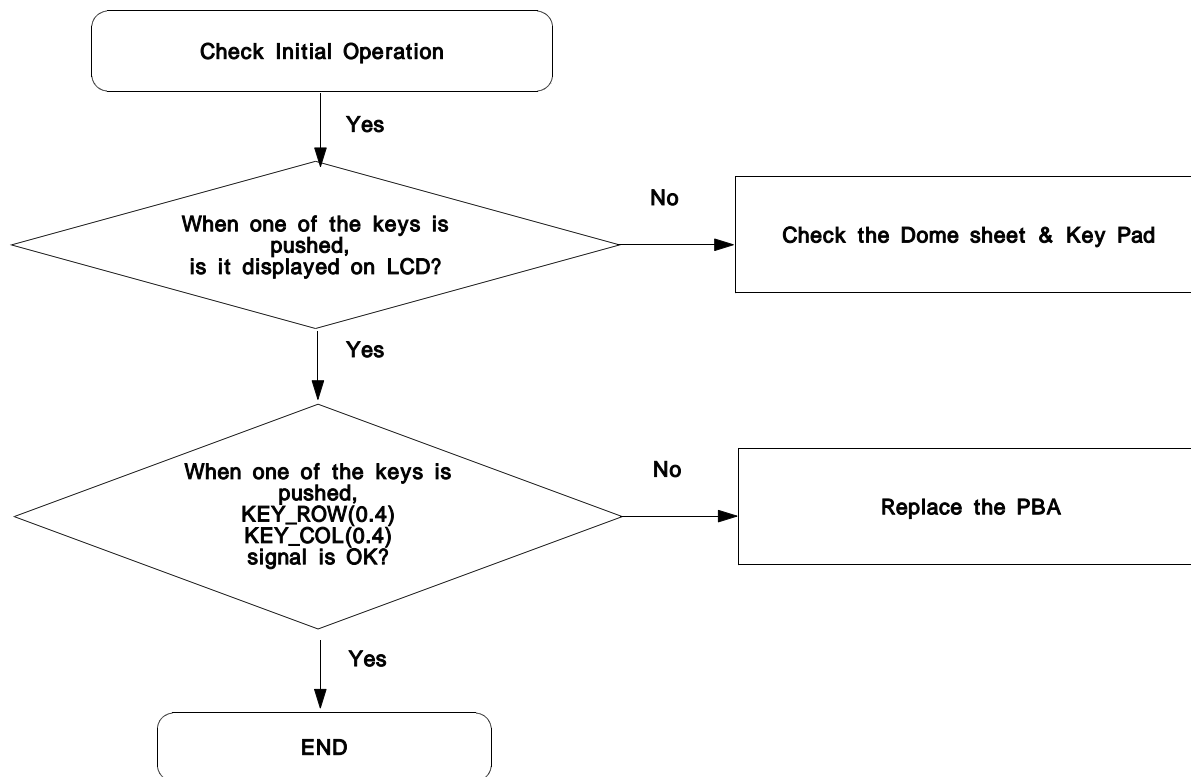 Check Initial Operation
Yes
When one of the keys is
pushed,
is it displayed on LCD?
No
Check the Dome sheet & Key Pad
Yes
When one of the keys is
pushed,
KEY_ROW(0.4)
KEY_COL(0.4)
signal is OK?
No
Replace the PBA
Yes
END